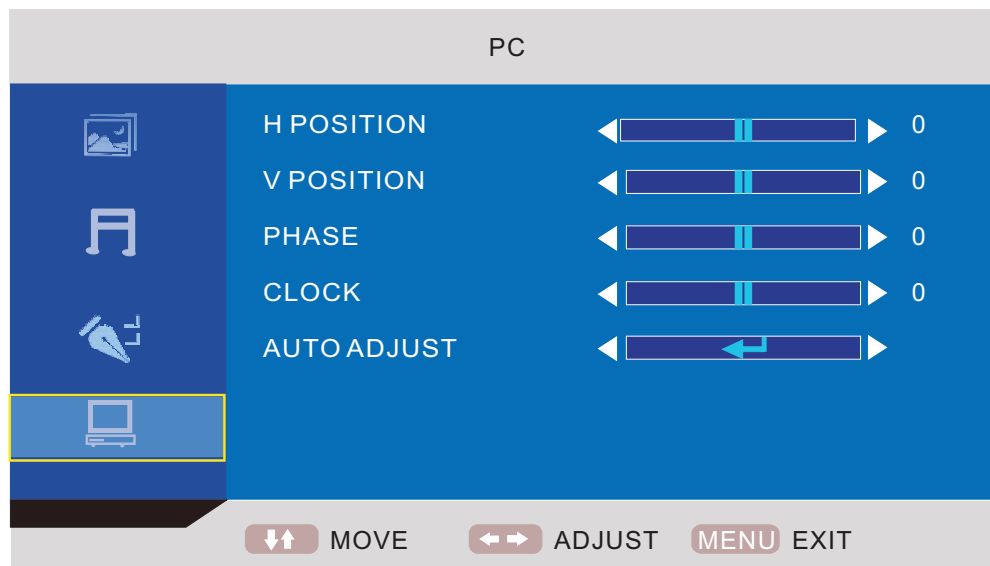 PC
H POSITION 0
V POSITION 0
PHASE 0
CLOCK 0
AUTO ADJUST
MOVE ADJUST MENU EXIT